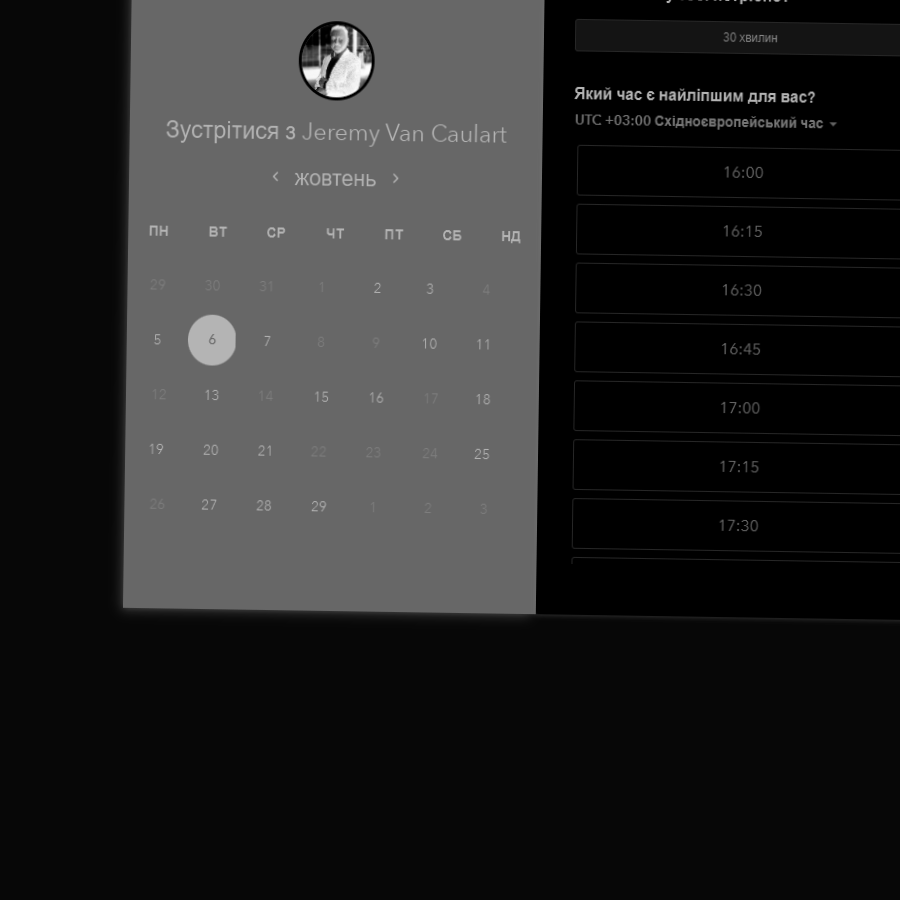 Зустрітися з Jeremy Van Caulart
жовтень
ПН ВТ СР ЧТ ПТ СБ НД
29 30 31 1 2 3 4
5 6 7 8 9 10 11
12 13 14 15 16 17 18
19 20 21 22 23 24 25
26 27 28 29 1 2 3
30 хвилин
Який час є найліпшим для вас?
UTC +03:00 Східноєвропейський час
16:00
16:15
16:30
16:45
17:00
17:15
17:30